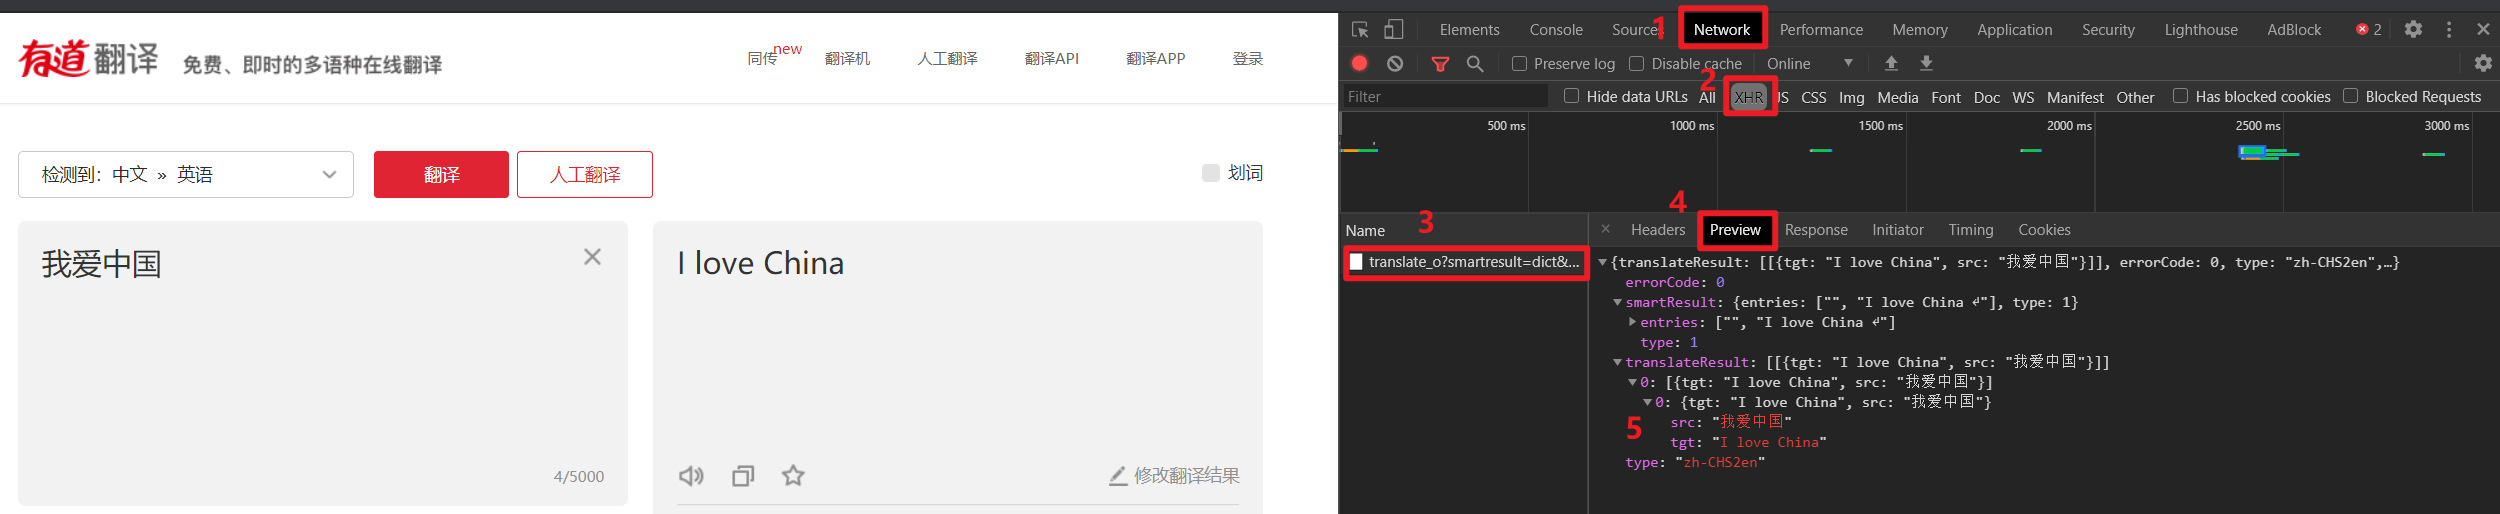 有道翻译 免费、即时的多语种在线翻译
同传new 翻译机 人工翻译 翻译API 翻译APP 登录
检测到：中文 » 英语
翻译 人工翻译
划词
我爱中国
4/5000
I love China
修改翻译结果
Elements Console Sources 1 Network Performance Memory Application Security Lighthouse AdBlock 2
Preserve log Disable cache Online
Filter Hide data URLs All 2 XHR JS CSS Img Media Font Doc WS Manifest Other Has blocked cookies Blocked Requests
500 ms 1000 ms 1500 ms 2000 ms 2500 ms 3000 ms
3
Name
translate_o?smartresult=dict&...
4
× Headers Preview Response Initiator Timing Cookies
{translateResult: [[{tgt: "I love China", src: "我爱中国"}]], errorCode: 0, type: "zh-CHS2en",…}
errorCode: 0
smartResult: {entries: ["", "I love China ↵"], type: 1}
entries: ["", "I love China ↵"]
type: 1
translateResult: [[{tgt: "I love China", src: "我爱中国"}]]
0: [{tgt: "I love China", src: "我爱中国"}]
0: {tgt: "I love China", src: "我爱中国"}
5
src: "我爱中国"
tgt: "I love China"
type: "zh-CHS2en"